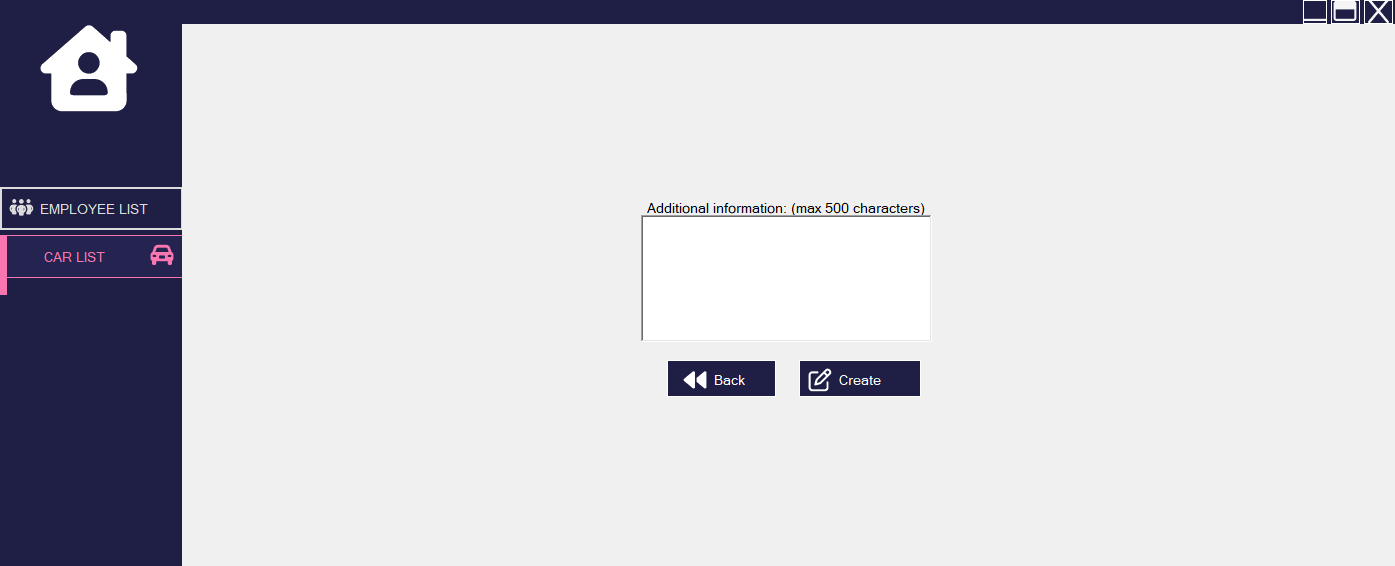 EMPLOYEE LIST
CAR LIST
Additional information: (max 500 characters)
Back
Create